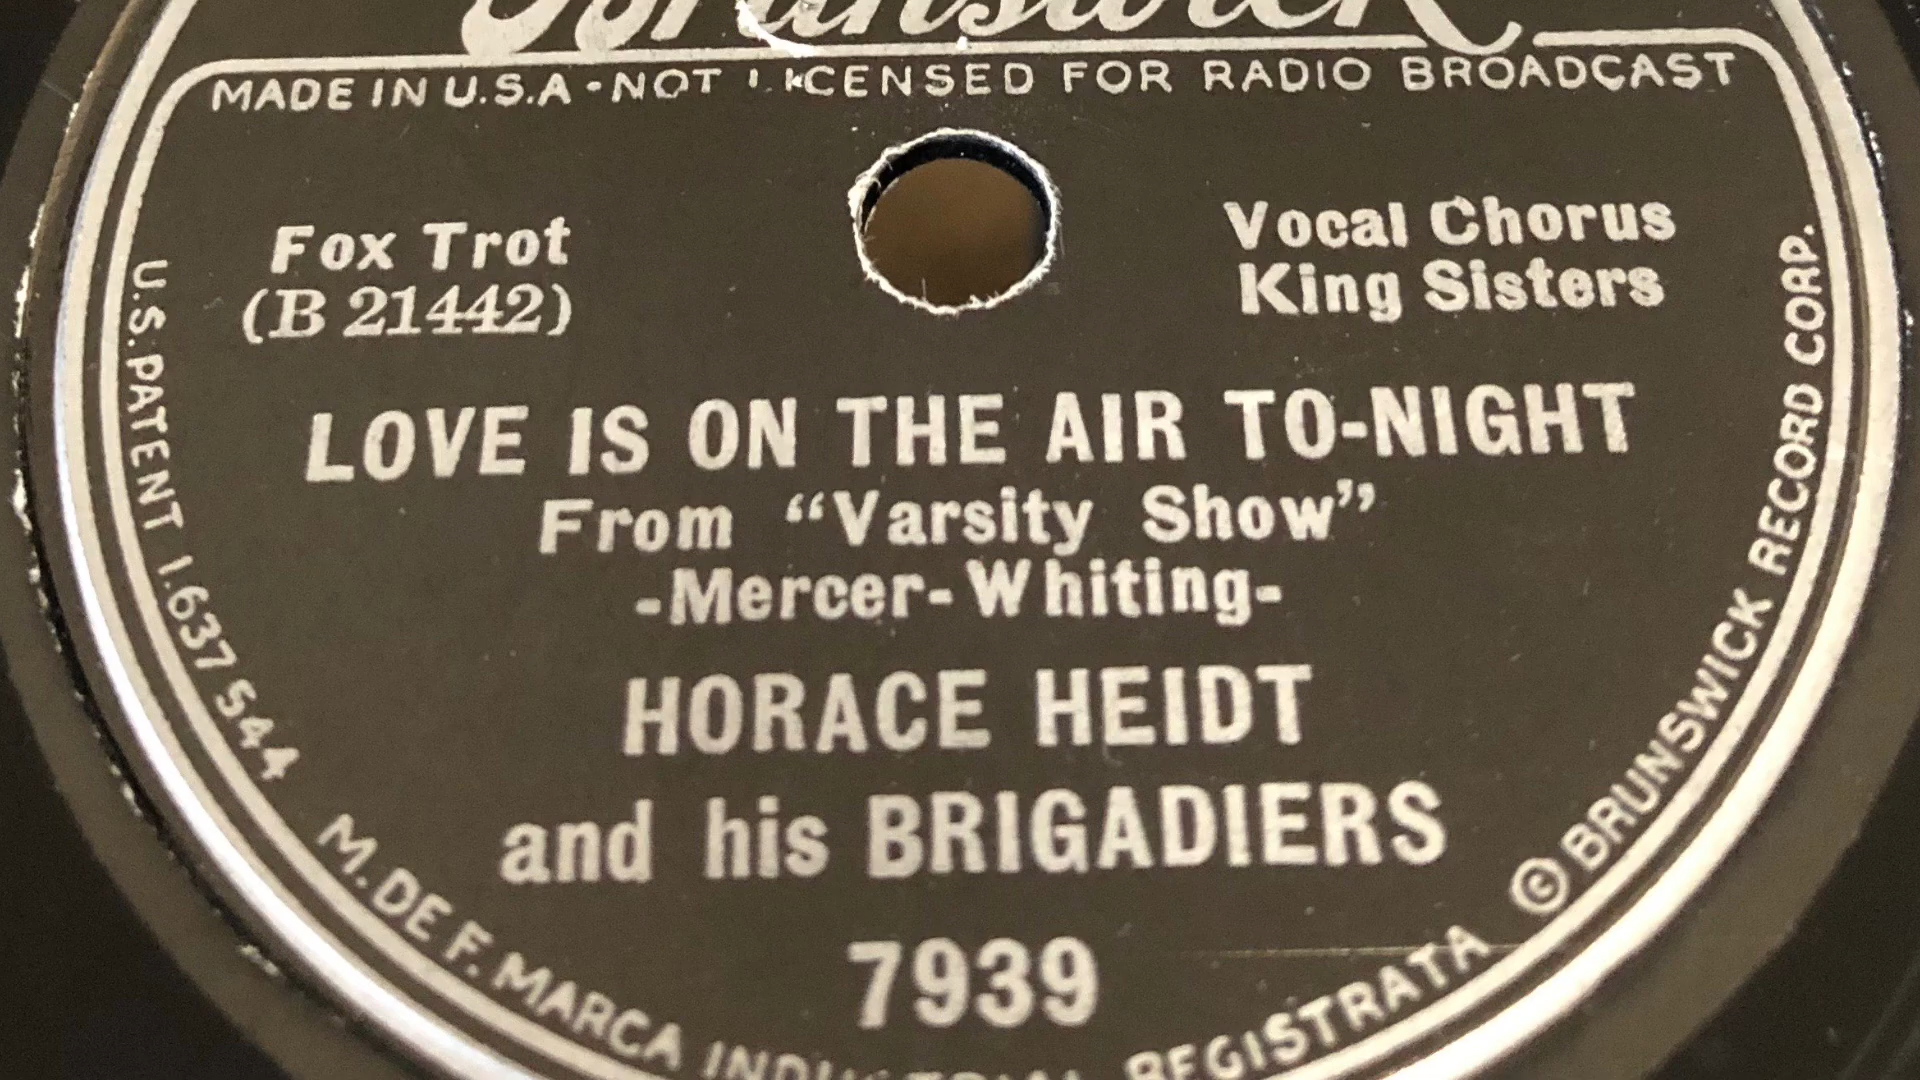 Brunswick
MADE IN U.S.A - NOT LICENSED FOR RADIO BROADCAST
Fox Trot
(B 21442)
Vocal Chorus
King Sisters
LOVE IS ON THE AIR TO-NIGHT
From “Varsity Show”
-Mercer-Whiting-
HORACE HEIDT
and his BRIGADIERS
7939
U.S. PATENT 1.637 544
M. DE F. MARCA INDUSTRIAL REGISTRATA
© BRUNSWICK RECORD CORP.